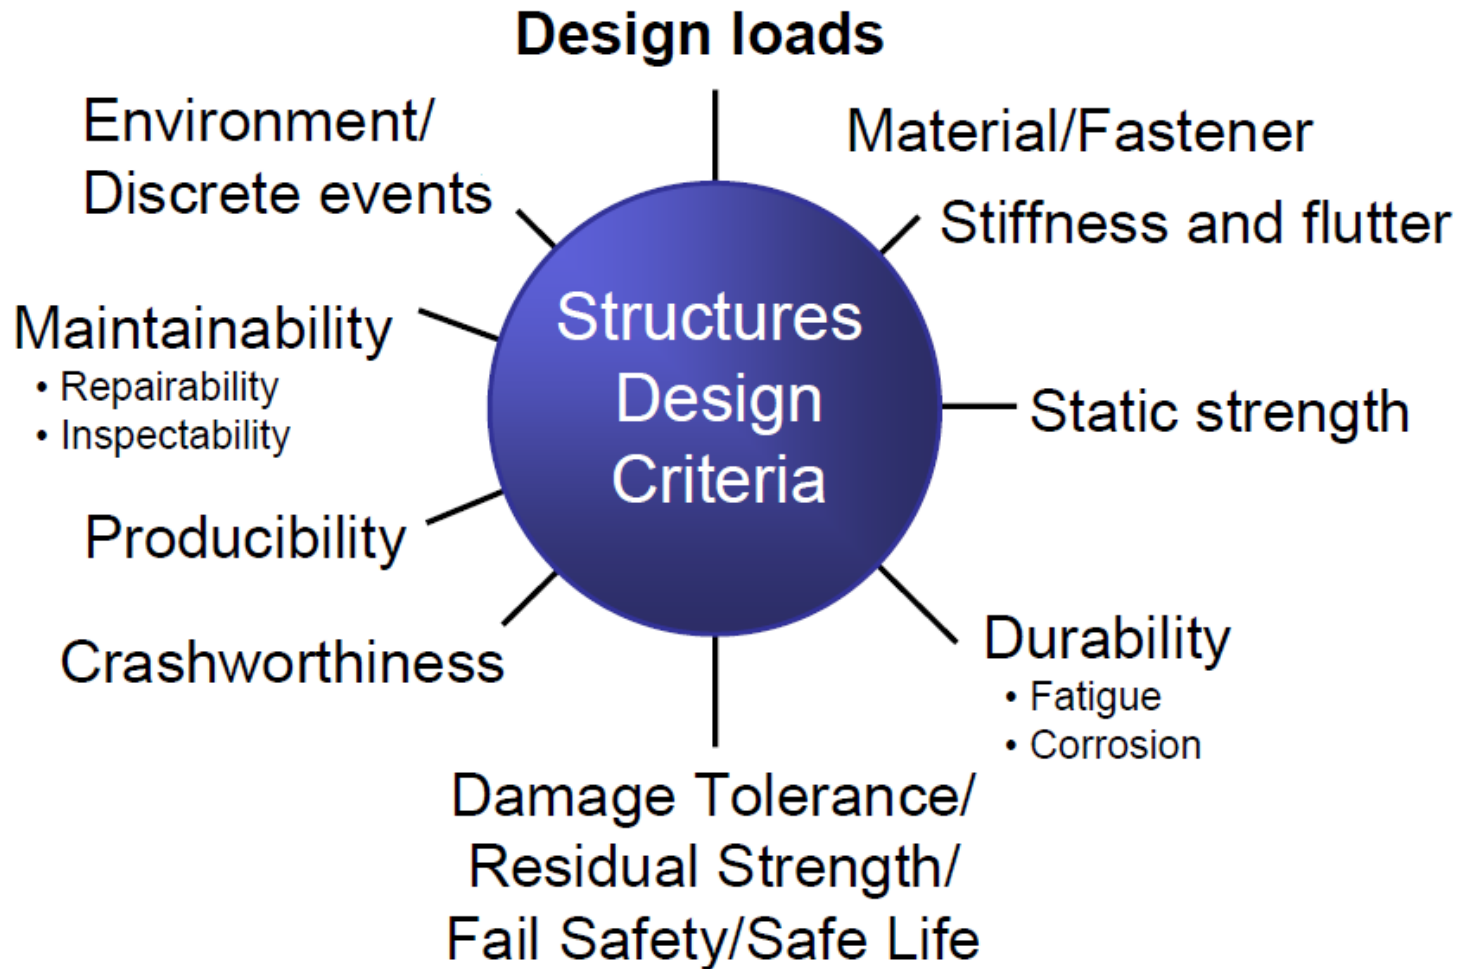 Design loads
Environment/
Discrete events
Material/Fastener
Stiffness and flutter
Maintainability
• Repairability
• Inspectability
Structures
Design
Criteria
Static strength
Producibility
Crashworthiness
Durability
• Fatigue
• Corrosion
Damage Tolerance/
Residual Strength/
Fail Safety/Safe Life